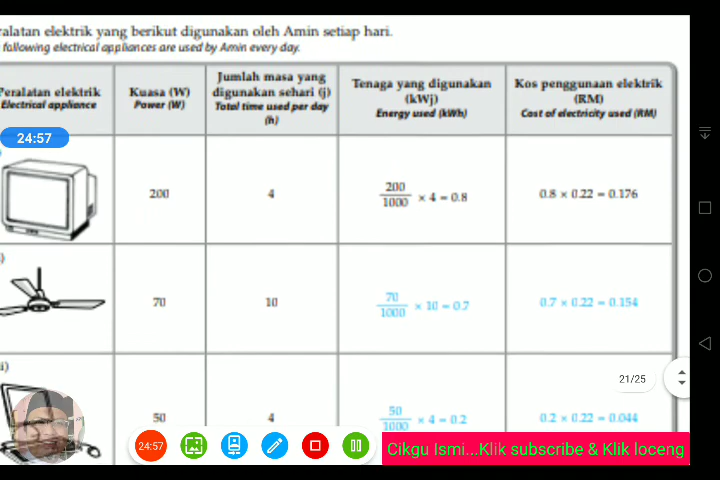 ralatan elektrik yang berikut digunakan oleh Amin setiap hari.
following electrical appliances are used by Amin every day.
Peralatan elektrik
Electrical appliance
Kuasa (W)
Power (W)
Jumlah masa yang
digunakan sehari (j)
Total time used per day
(h)
Tenaga yang digunakan
(kWj)
Energy used (kWh)
Kos penggunaan elektrik
(RM)
Cost of electricity used (RM)
24:57
200
4
200/1000 × 4 = 0.8
0.8 × 0.22 = 0.176
)
70
10
70/1000 × 10 = 0.7
0.7 × 0.22 = 0.154
i)
50
4
50/1000 × 4 = 0.2
0.2 × 0.22 = 0.044
21/25
24:57
Cikgu Ismi...Klik subscribe & Klik loceng